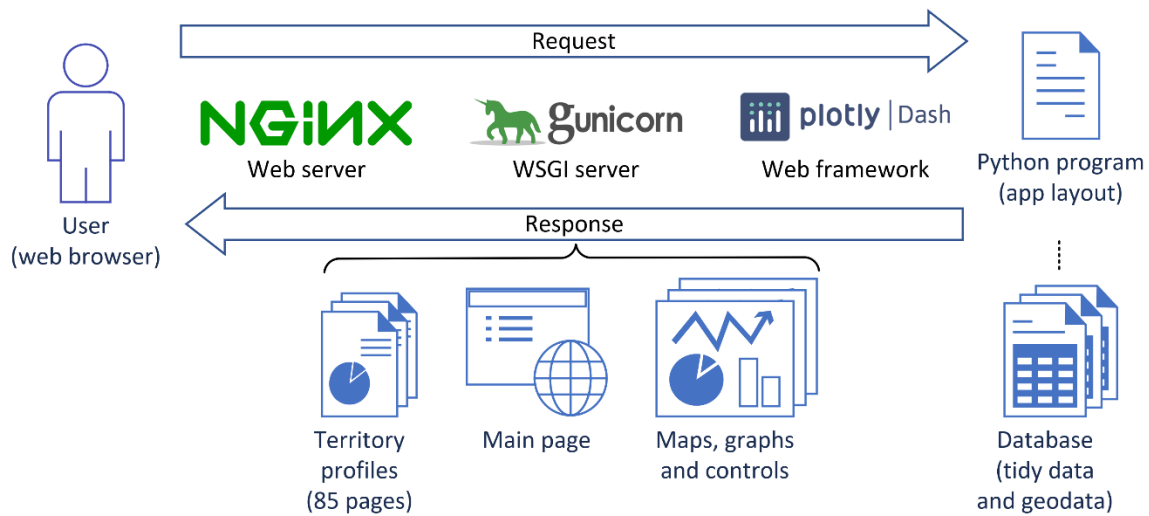 Request
NGINX
Web server
gunicorn
WSGI server
plotly | Dash
Web framework
Python program
(app layout)
User
(web browser)
Response
Territory
profiles
(85 pages)
Main page
Maps, graphs
and controls
Database
(tidy data
and geodata)